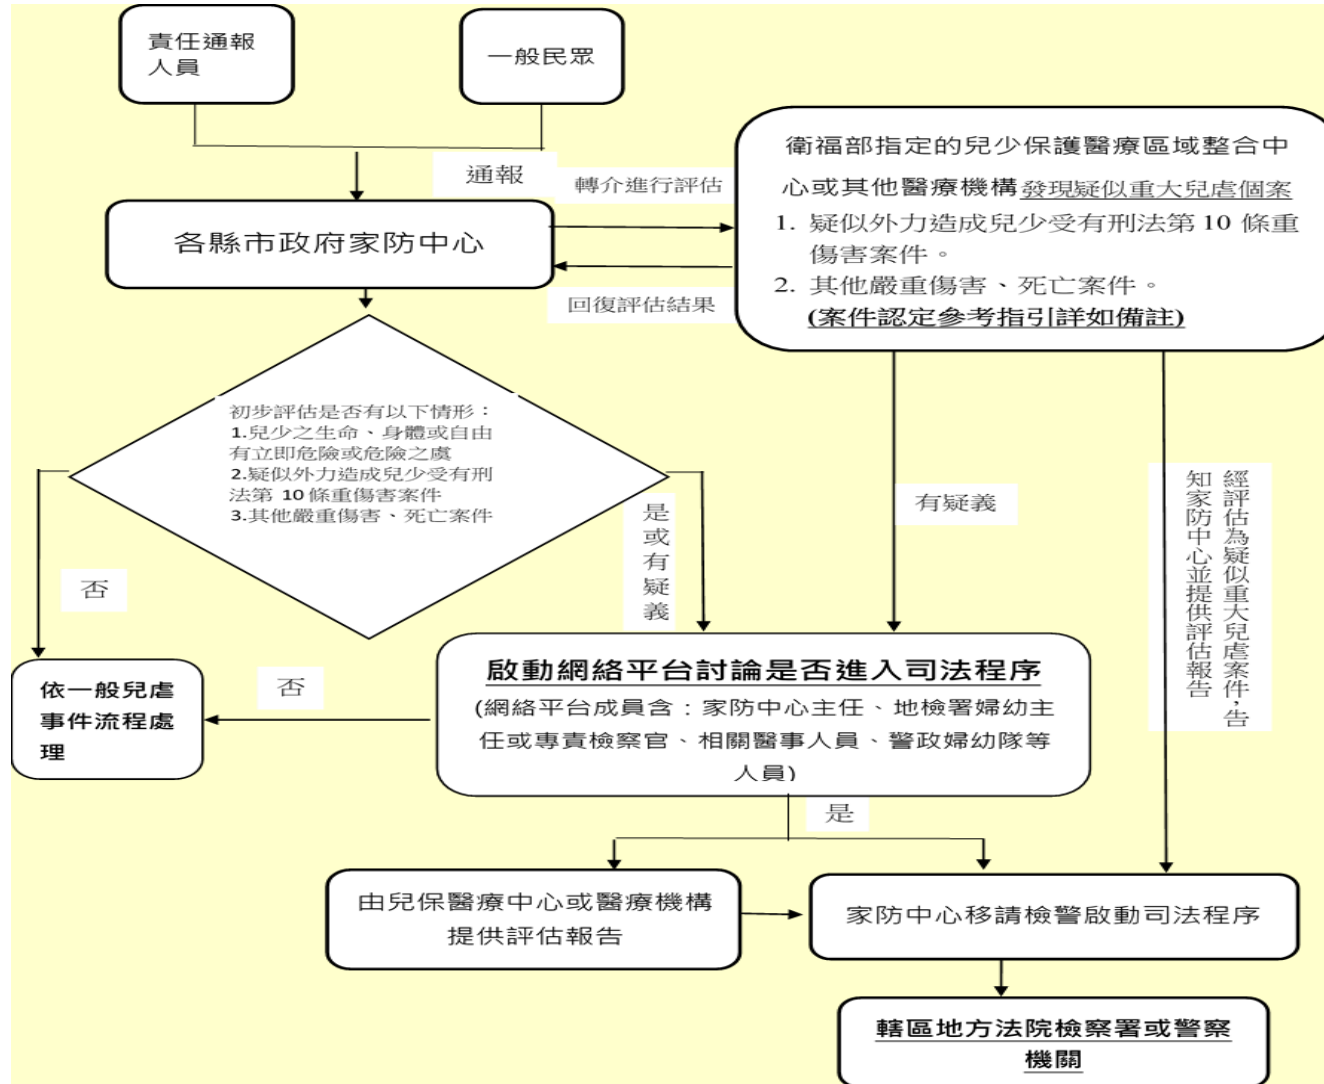 責任通報
人員
一般民眾
通報
轉介進行評估
回復評估結果
各縣市政府家防中心
衛福部指定的兒少保護醫療區域整合中
心或其他醫療機構發現疑似重大兒虐個案
1. 疑似外力造成兒少受有刑法第 10 條重
傷害案件。
2. 其他嚴重傷害、死亡案件。
(案件認定參考指引詳如備註)
初步評估是否有以下情形：
1.兒少之生命、身體或自由
有立即危險或危險之虞
2.疑似外力造成兒少受有刑
法第 10 條重傷害案件
3.其他嚴重傷害、死亡案件
否
是或有疑義
有疑義
經評估為疑似重大兒虐案件，告
知家防中心並提供評估報告
依一般兒虐
事件流程處
理
否
啟動網絡平台討論是否進入司法程序
(網絡平台成員含：家防中心主任、地檢署婦幼主
任或專責檢察官、相關醫事人員、警政婦幼隊等
人員)
是
由兒保醫療中心或醫療機構
提供評估報告
家防中心移請檢警啟動司法程序
轄區地方法院檢察署或警察
機關